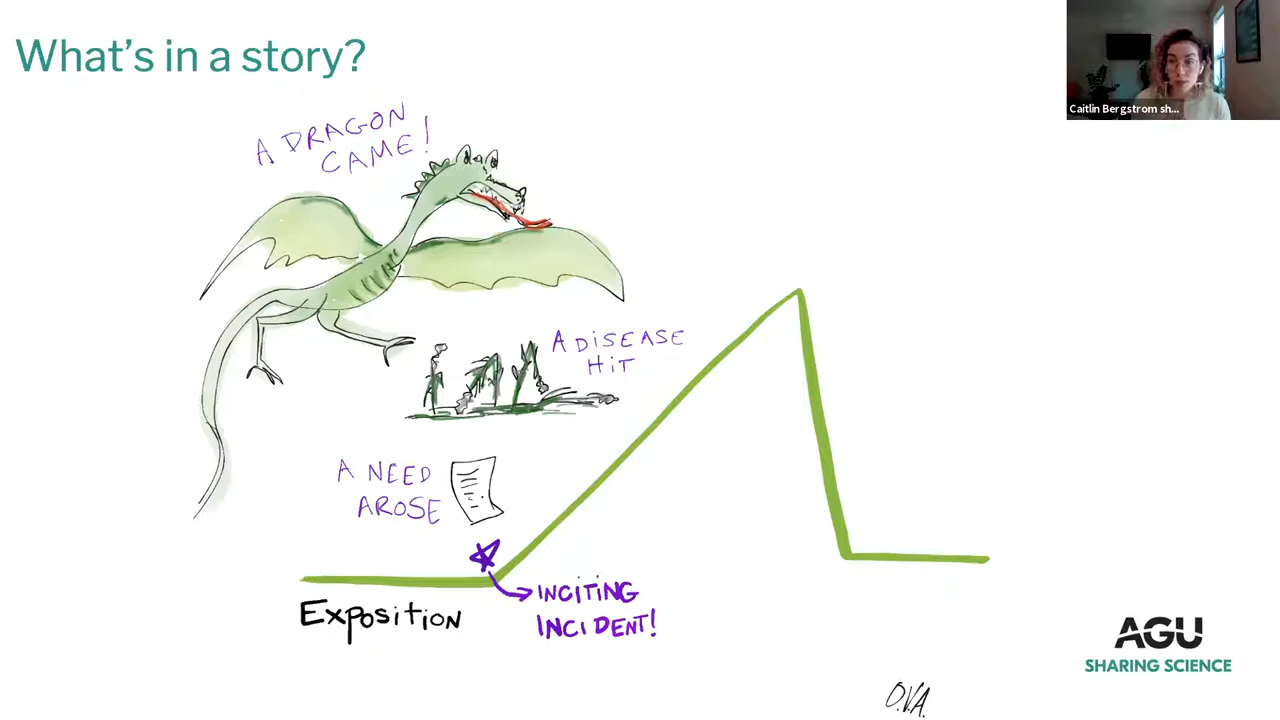 What's in a story?
Caitlin Bergstrom sh...
A DRAGON
CAME!
A DISEASE
HIT
A NEED
AROSE
INCITING
INCIDENT!
Exposition
AGU
SHARING SCIENCE
O.V.A.